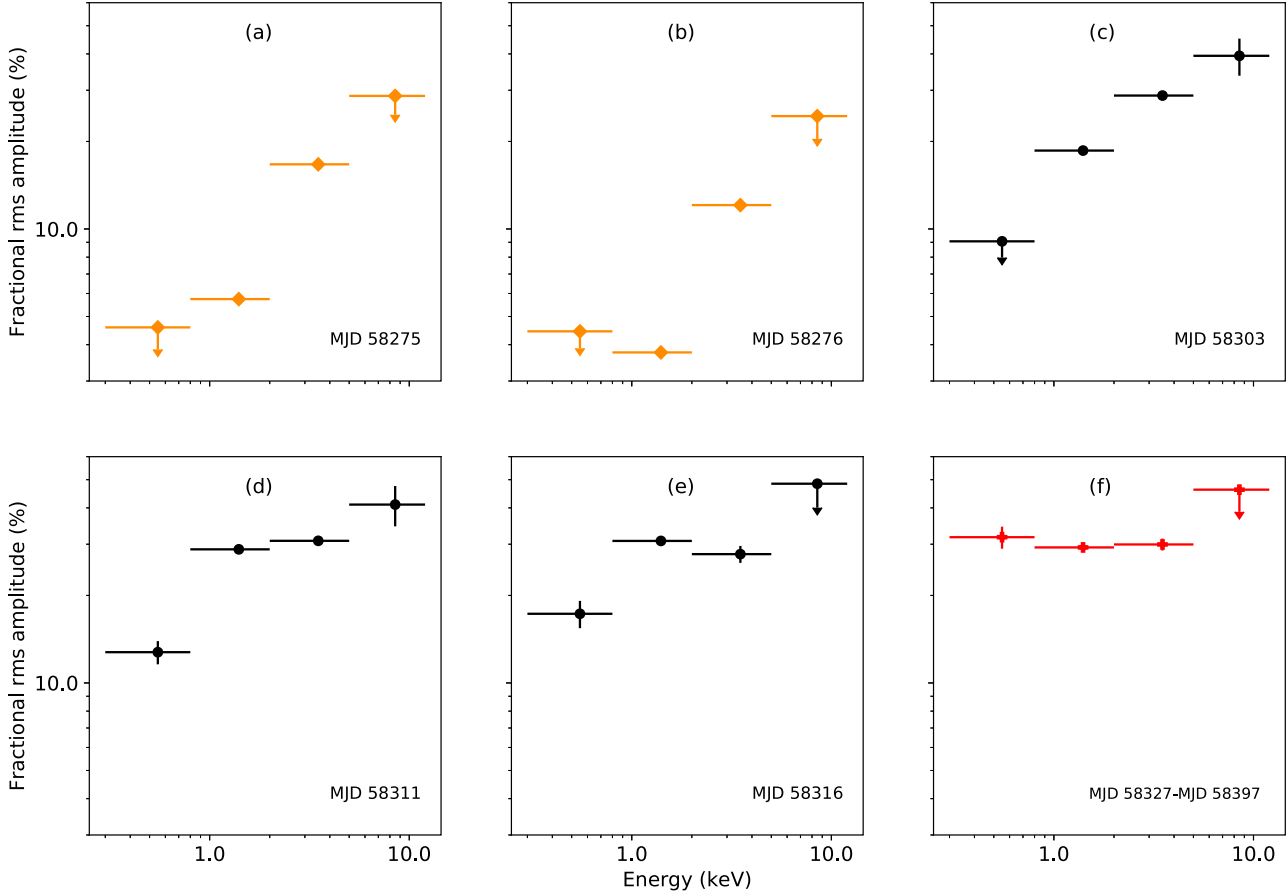 (a)
(b)
(c)
Fractional rms amplitude (%)
10.0
MJD 58275
MJD 58276
MJD 58303
(d)
(e)
(f)
Fractional rms amplitude (%)
10.0
MJD 58311
MJD 58316
MJD 58327-MJD 58397
1.0 10.0
1.0 10.0
1.0 10.0
Energy (keV)